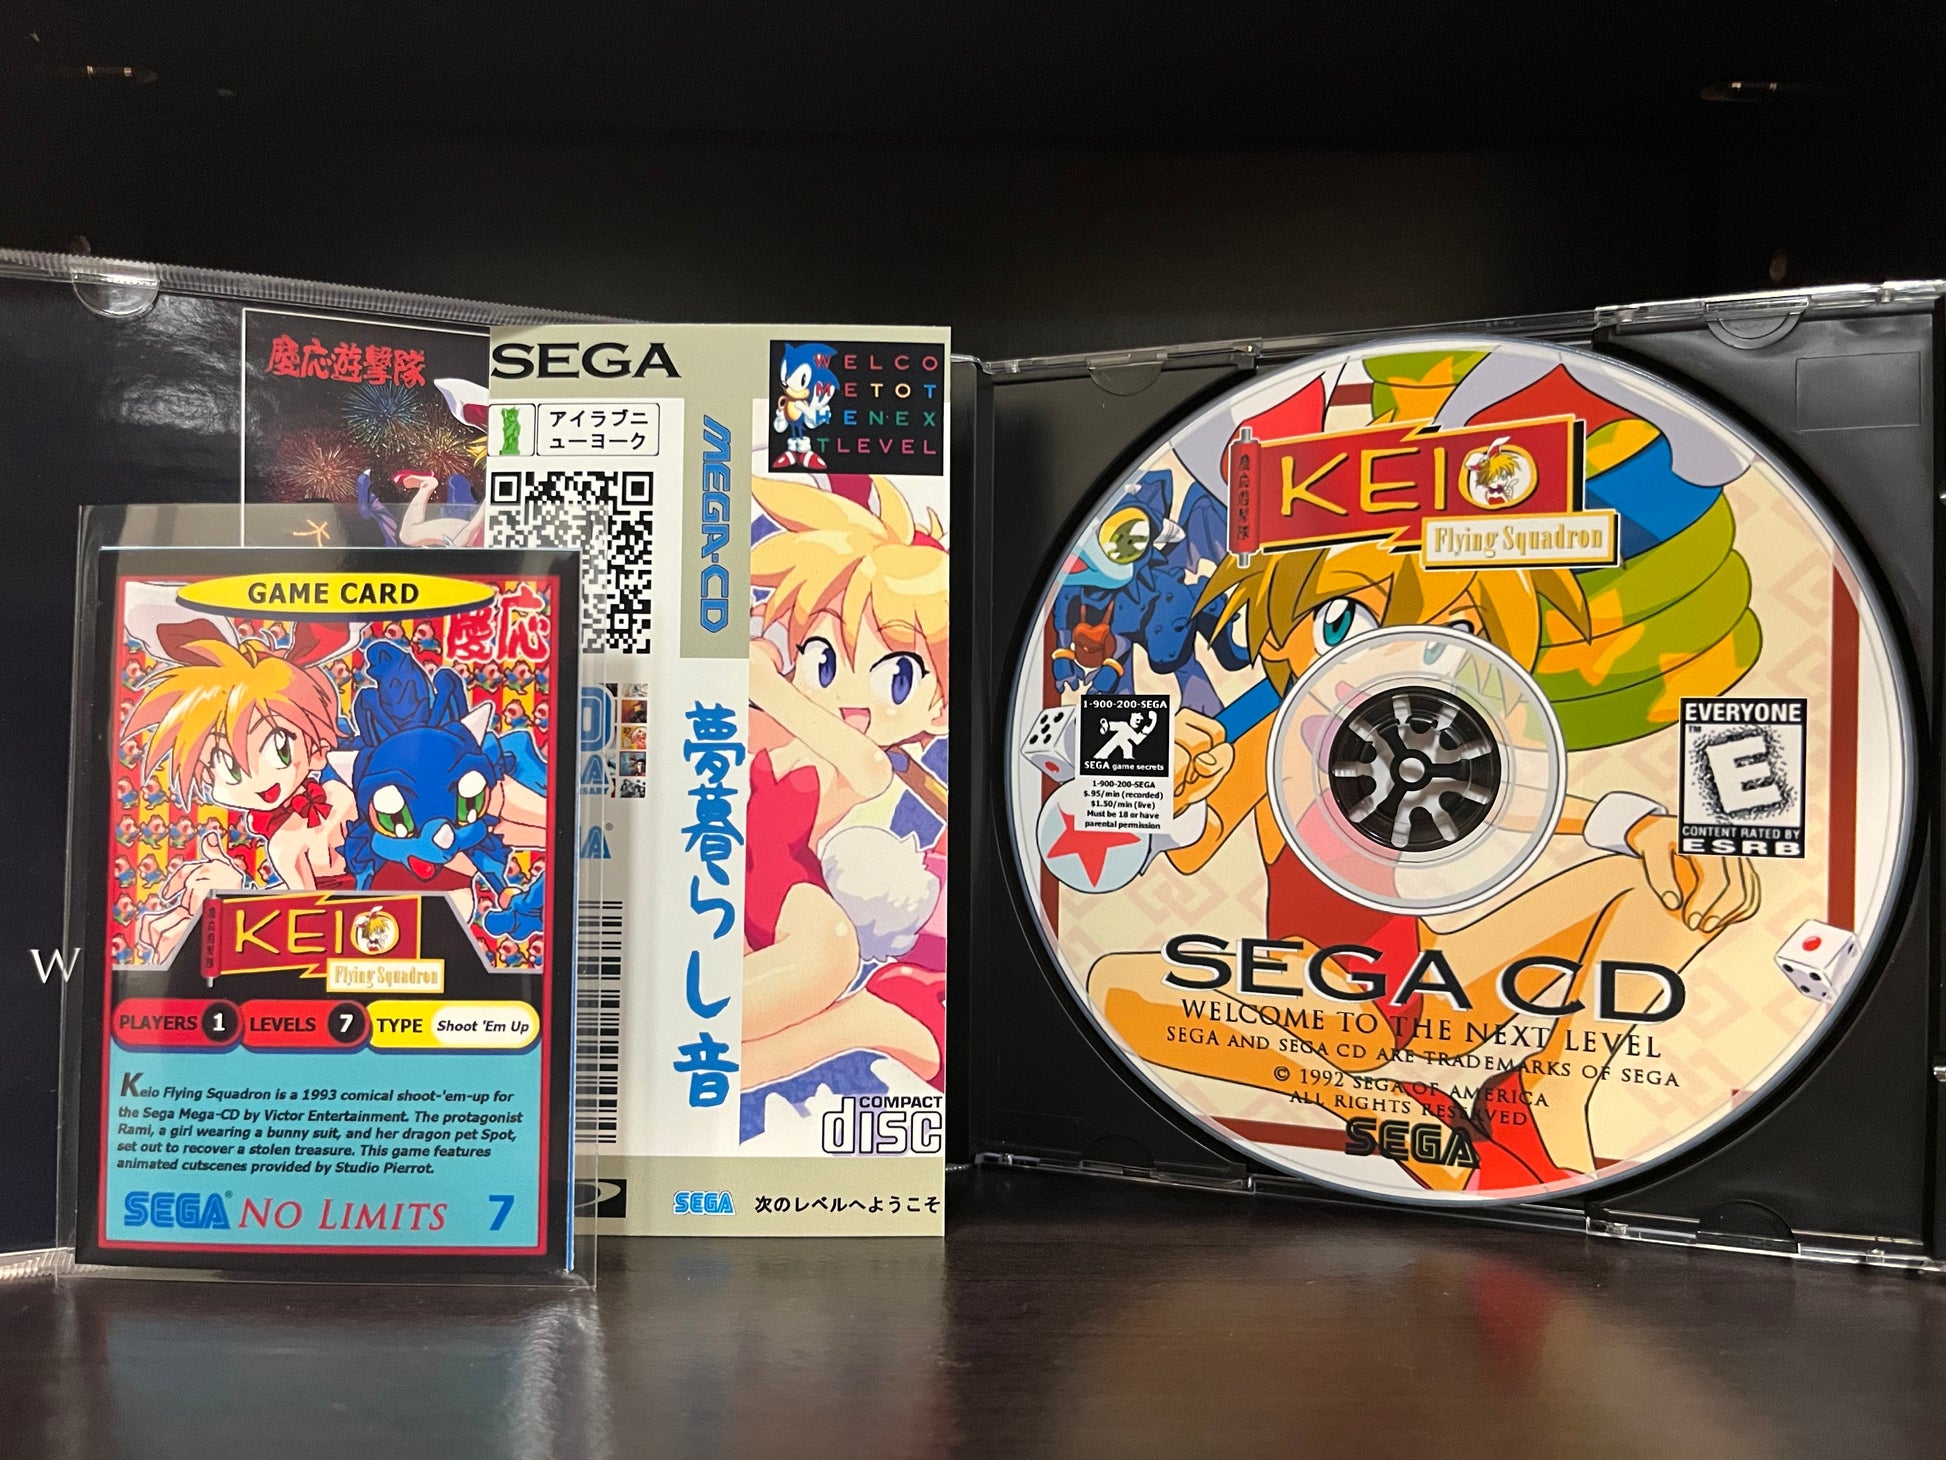 慶応遊撃隊
W
GAME CARD
慶応
KEIO
Flying Squadron
PLAYERS 1 LEVELS 7 TYPE Shoot 'Em Up
Keio Flying Squadron is a 1993 comical shoot-'em-up for
the Sega Mega-CD by Victor Entertainment. The protagonist
Rami, a girl wearing a bunny suit, and her dragon pet Spot,
set out to recover a stolen treasure. This game features
animated cutscenes provided by Studio Pierrot.
SEGA® NO LIMITS 7
SEGA
アイラブニ
ューヨーク
MEGA-CD
WELCO
METOT
HENEX
TLEVEL
夢暮らし音
COMPACT
disc
SEGA 次のレベルへようこそ
KEIO
慶応遊撃隊
Flying Squadron
1-900-200-SEGA
SEGA game secrets
1-900-200-SEGA
$.95/min (recorded)
$1.50/min (live)
Must be 18 or have
parental permission
EVERYONE
TM
E
CONTENT RATED BY
ESRB
SEGA CD
WELCOME TO THE NEXT LEVEL
SEGA AND SEGA CD ARE TRADEMARKS OF SEGA
© 1992 SEGA OF AMERICA
ALL RIGHTS RESERVED
SEGA